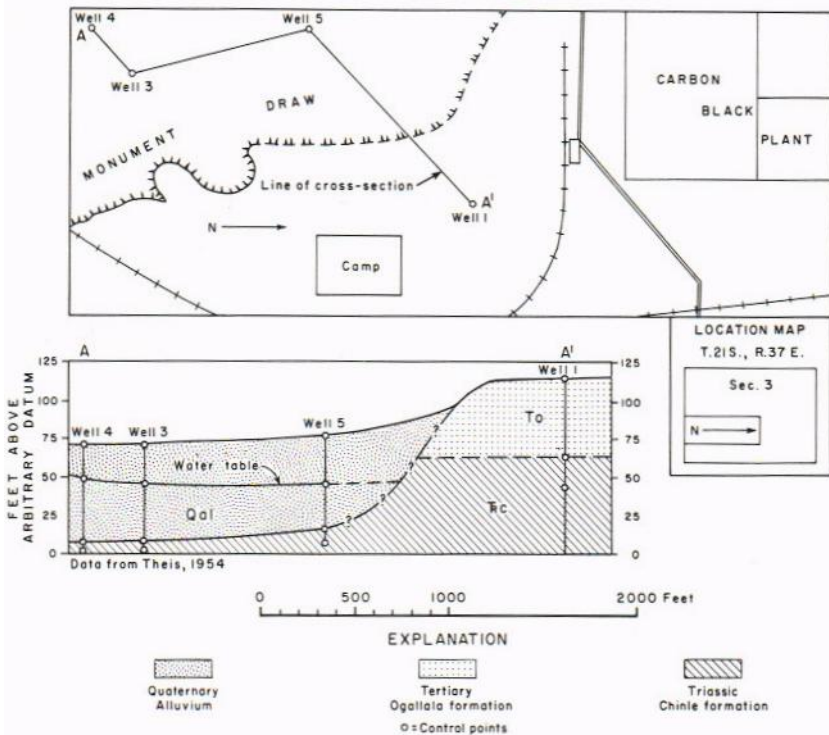 Well 4
A
Well 3
Well 5
MONUMENT DRAW
Line of cross-section
A'
Well 1
N
Camp
CARBON
BLACK
PLANT
LOCATION MAP
T.21S., R.37 E.
Sec. 3
N
A
A'
125
100
75
50
25
0
FEET ABOVE
ARBITRARY DATUM
Well 4
Well 3
Well 5
Well 1
Water table
Qal
To
T̄c
?
?
?
?
?
125
100
75
50
25
0
Data from Theis, 1954
0 500 1000 2000 Feet
EXPLANATION
Quaternary
Alluvium
Tertiary
Ogallala formation
Triassic
Chinle formation
o=Control points